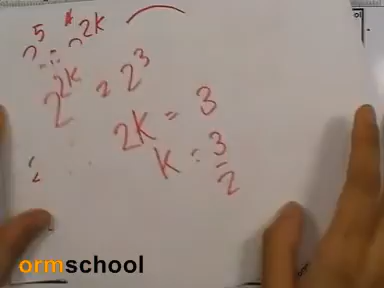 2^{2k} = 2^3
2k = 3
k = 3/2
ormschool